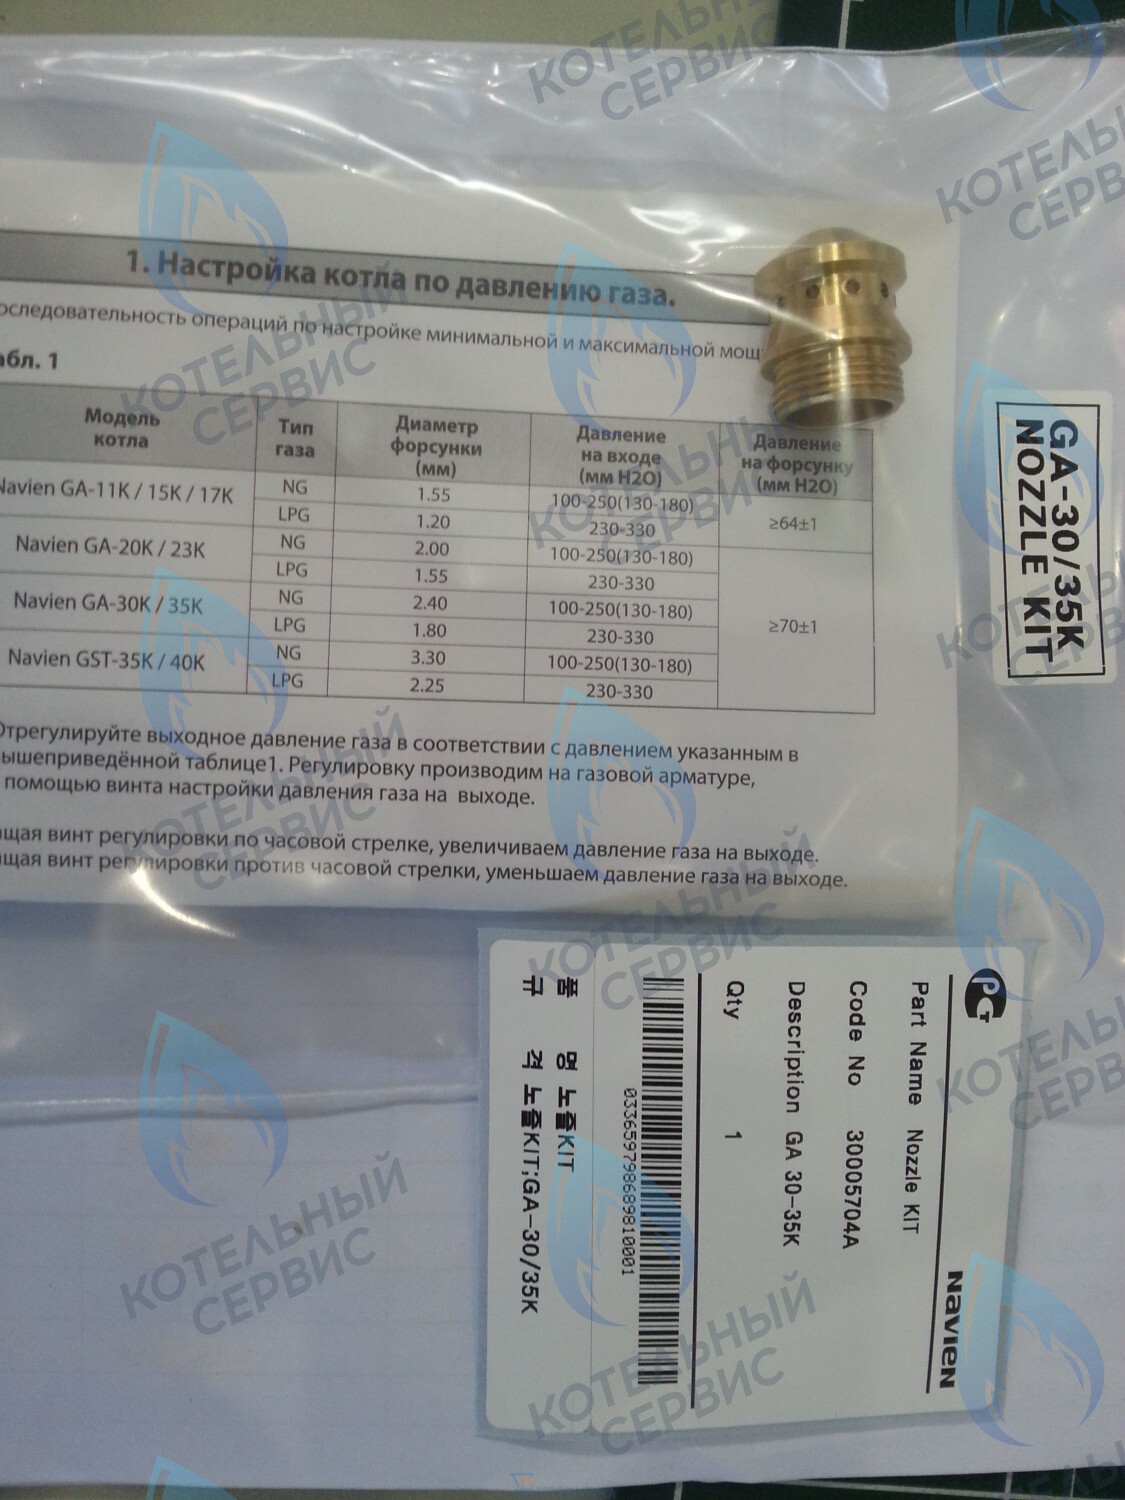 1. Настройка котла по давлению газа.
оследовательность операций по настройке минимальной и максимальной мощ
абл. 1
Модель котла | Тип газа | Диаметр форсунки (мм) | Давление на входе (мм H2O) | Давление на форсунку (мм H2O)
Navien GA-11K / 15K / 17K | NG | 1.55 | 100-250(130-180) | ≥64±1
LPG | 1.20 | 230-330
Navien GA-20K / 23K | NG | 2.00 | 100-250(130-180) | ≥70±1
LPG | 1.55 | 230-330
Navien GA-30K / 35K | NG | 2.40 | 100-250(130-180)
LPG | 1.80 | 230-330
Navien GST-35K / 40K | NG | 3.30 | 100-250(130-180)
LPG | 2.25 | 230-330
Отрегулируйте выходное давление газа в соответствии с давлением указанным в
ышеприведённой таблице1. Регулировку производим на газовой арматуре,
помощью винта настройки давления газа на выходе.
щая винт регулировки по часовой стрелке, увеличиваем давление газа на выходе.
щая винт регулировки против часовой стрелки, уменьшаем давление газа на выходе.
GA-30/35K
NOZZLE KIT
PG Navien
Part Name Nozzle KIT
Code No 30005704A
Description GA 30-35K
Qty 1
033659798689810001
품 명 노즐KIT
규 격 노즐KIT;GA-30/35K
КОТЕЛЬНЫЙ
СЕРВИС